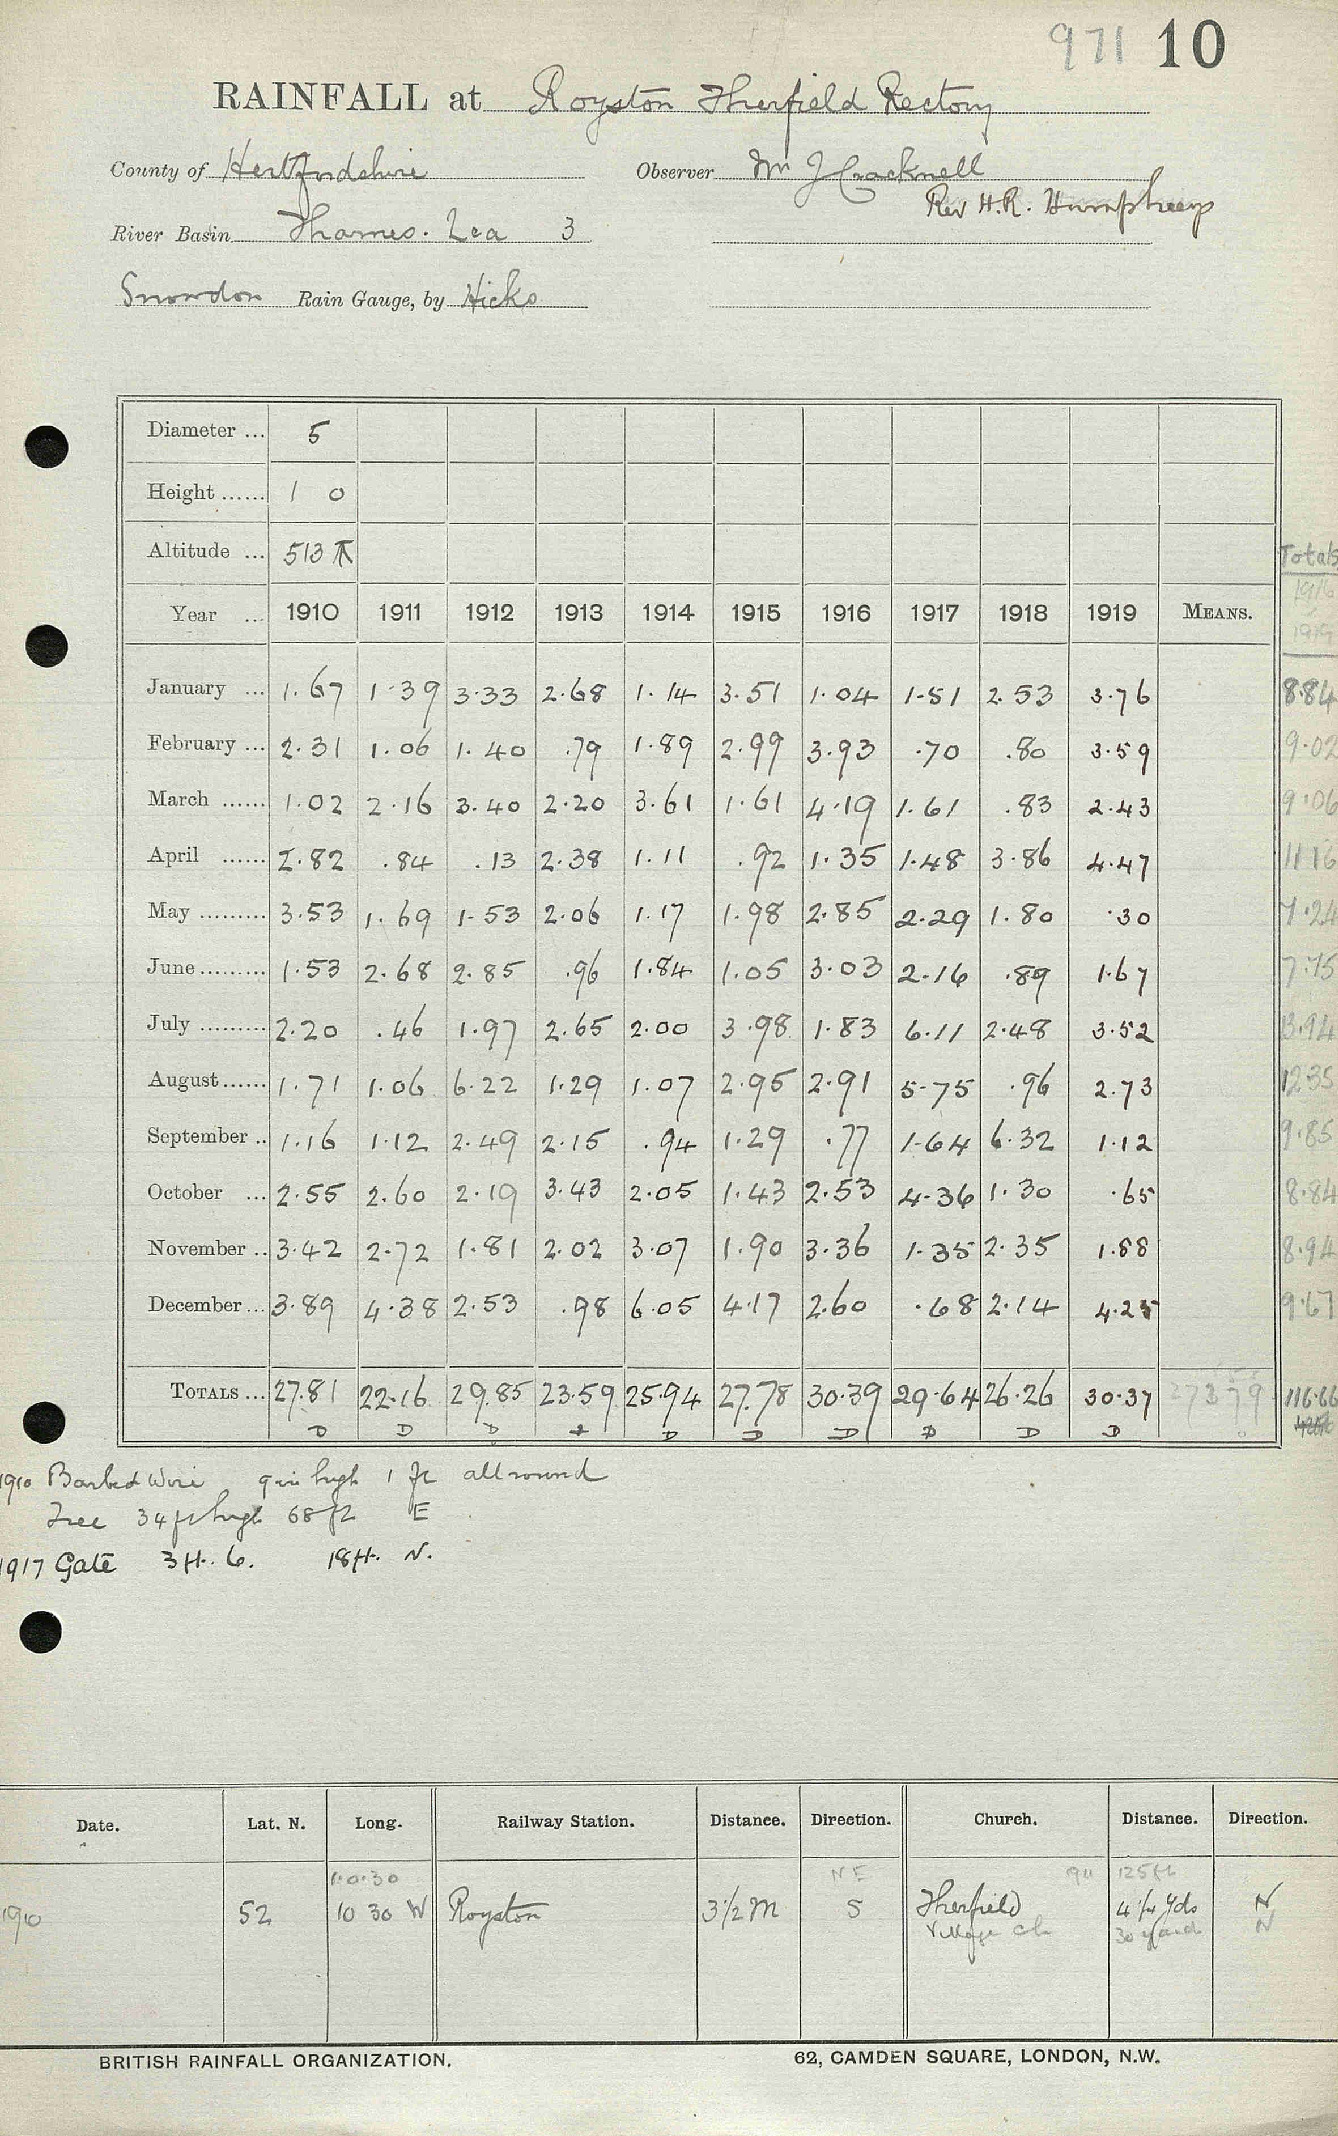 971 10
RAINFALL at Royston Therfield Rectory
County of Hertfordshire Observer Mr J Cracknell
Rev H.R. Humphreys
River Basin Thames. Lea 3
Snowdon Rain Gauge, by Hicks
Diameter ... 5
Height ...... 1 0
Altitude ... 513 Totals
Year ... 1910 1911 1912 1913 1914 1915 1916 1917 1918 1919 MEANS. 1916 1919
January ... 1.67 1.39 3.33 2.68 1.14 3.51 1.04 1.51 2.53 3.76 8.84
February ... 2.31 1.06 1.40 .79 1.89 2.99 3.93 .70 .80 3.59 9.02
March ...... 1.02 2.16 3.40 2.20 3.61 1.61 4.19 1.61 .83 2.43 9.06
April ...... 2.82 .84 .13 2.38 1.11 .92 1.35 1.48 3.86 4.47 11.16
May ......... 3.53 1.69 1.53 2.06 1.17 1.98 2.85 2.29 1.80 .30 7.24
June ......... 1.53 2.68 2.85 .96 1.84 1.05 3.03 2.16 .89 1.67 7.75
July ......... 2.20 .46 1.97 2.65 2.00 3.98 1.83 6.11 2.48 3.52 13.94
August ...... 1.71 1.06 6.22 1.29 1.07 2.95 2.91 5.75 .96 2.73 12.35
September .. 1.16 1.12 2.49 2.15 .94 1.29 .77 1.64 6.32 1.12 9.85
October ... 2.55 2.60 2.19 3.43 2.05 1.43 2.53 4.36 1.30 .65 8.84
November .. 3.42 2.72 1.81 2.02 3.07 1.90 3.36 1.35 2.35 1.88 8.94
December ... 3.89 4.38 2.53 .98 6.05 4.17 2.60 .68 2.14 4.25 9.67
TOTALS ... 27.81 22.16 29.85 23.59 25.94 27.78 30.39 29.64 26.26 30.37 116.66
D D D D D D D D D
1910 Barbed Wire 9 in high 1 ft all round
Tree 34 ft high 68 ft E
1917 Gate 3ft. 6. 18ft. N.
Date. Lat. N. Long. Railway Station. Distance. Direction. Church. Distance. Direction.
1.0.30 NE 1911 125ft
1910 52 10 30 W Royston 3 1/2 M S Therfield 41 1/4 Yds N
Village Ch 30 yards N
BRITISH RAINFALL ORGANIZATION. 62, CAMDEN SQUARE, LONDON, N.W.